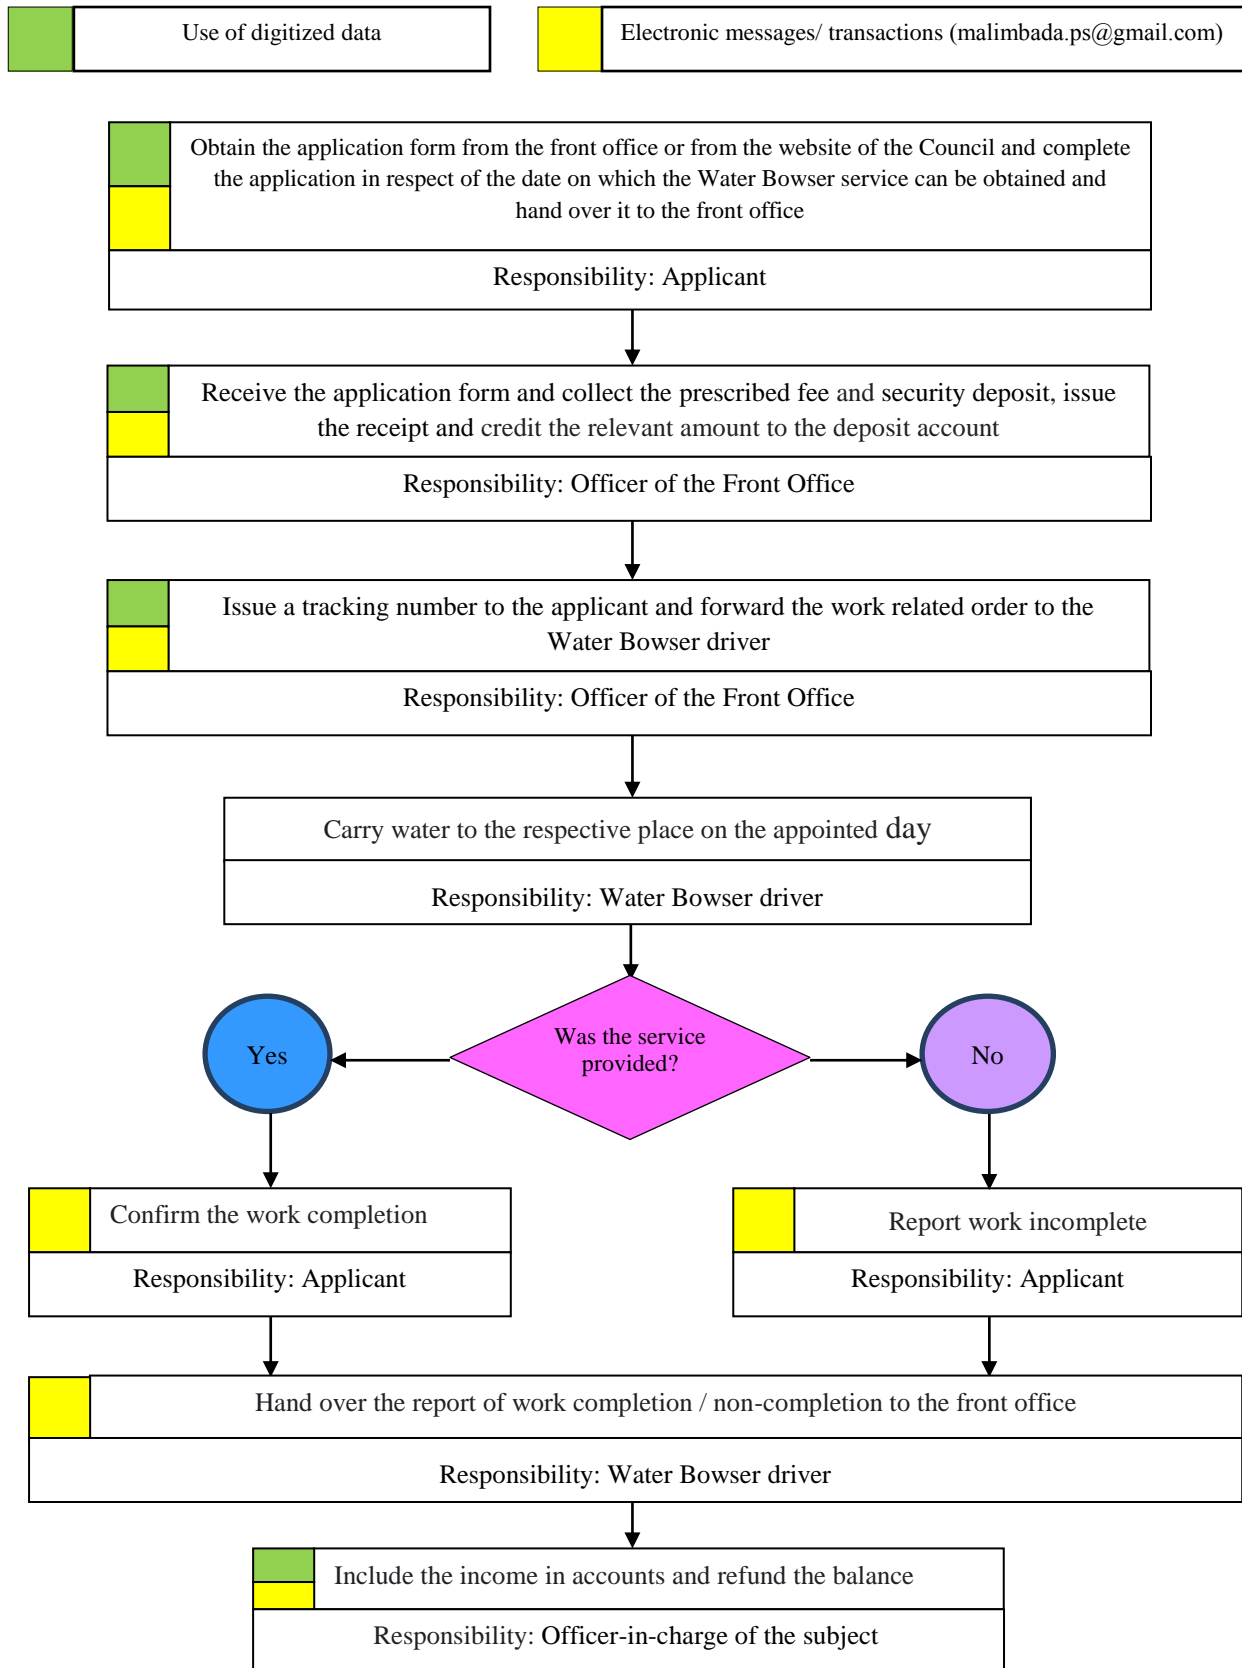 Use of digitized data
Electronic messages/ transactions (malimbada.ps@gmail.com)
Obtain the application form from the front office or from the website of the Council and complete
the application in respect of the date on which the Water Bowser service can be obtained and
hand over it to the front office
Responsibility: Applicant
Receive the application form and collect the prescribed fee and security deposit, issue
the receipt and credit the relevant amount to the deposit account
Responsibility: Officer of the Front Office
Issue a tracking number to the applicant and forward the work related order to the
Water Bowser driver
Responsibility: Officer of the Front Office
Carry water to the respective place on the appointed day
Responsibility: Water Bowser driver
Was the service
provided?
Yes
No
Confirm the work completion
Responsibility: Applicant
Report work incomplete
Responsibility: Applicant
Hand over the report of work completion / non-completion to the front office
Responsibility: Water Bowser driver
Include the income in accounts and refund the balance
Responsibility: Officer-in-charge of the subject